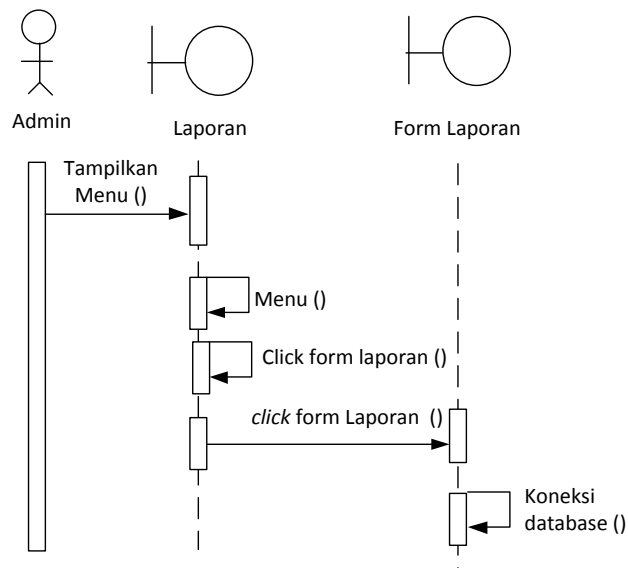 Admin
Laporan
Form Laporan
Tampilkan
Menu ()
Menu ()
Click form laporan ()
click form Laporan ()
Koneksi
database ()